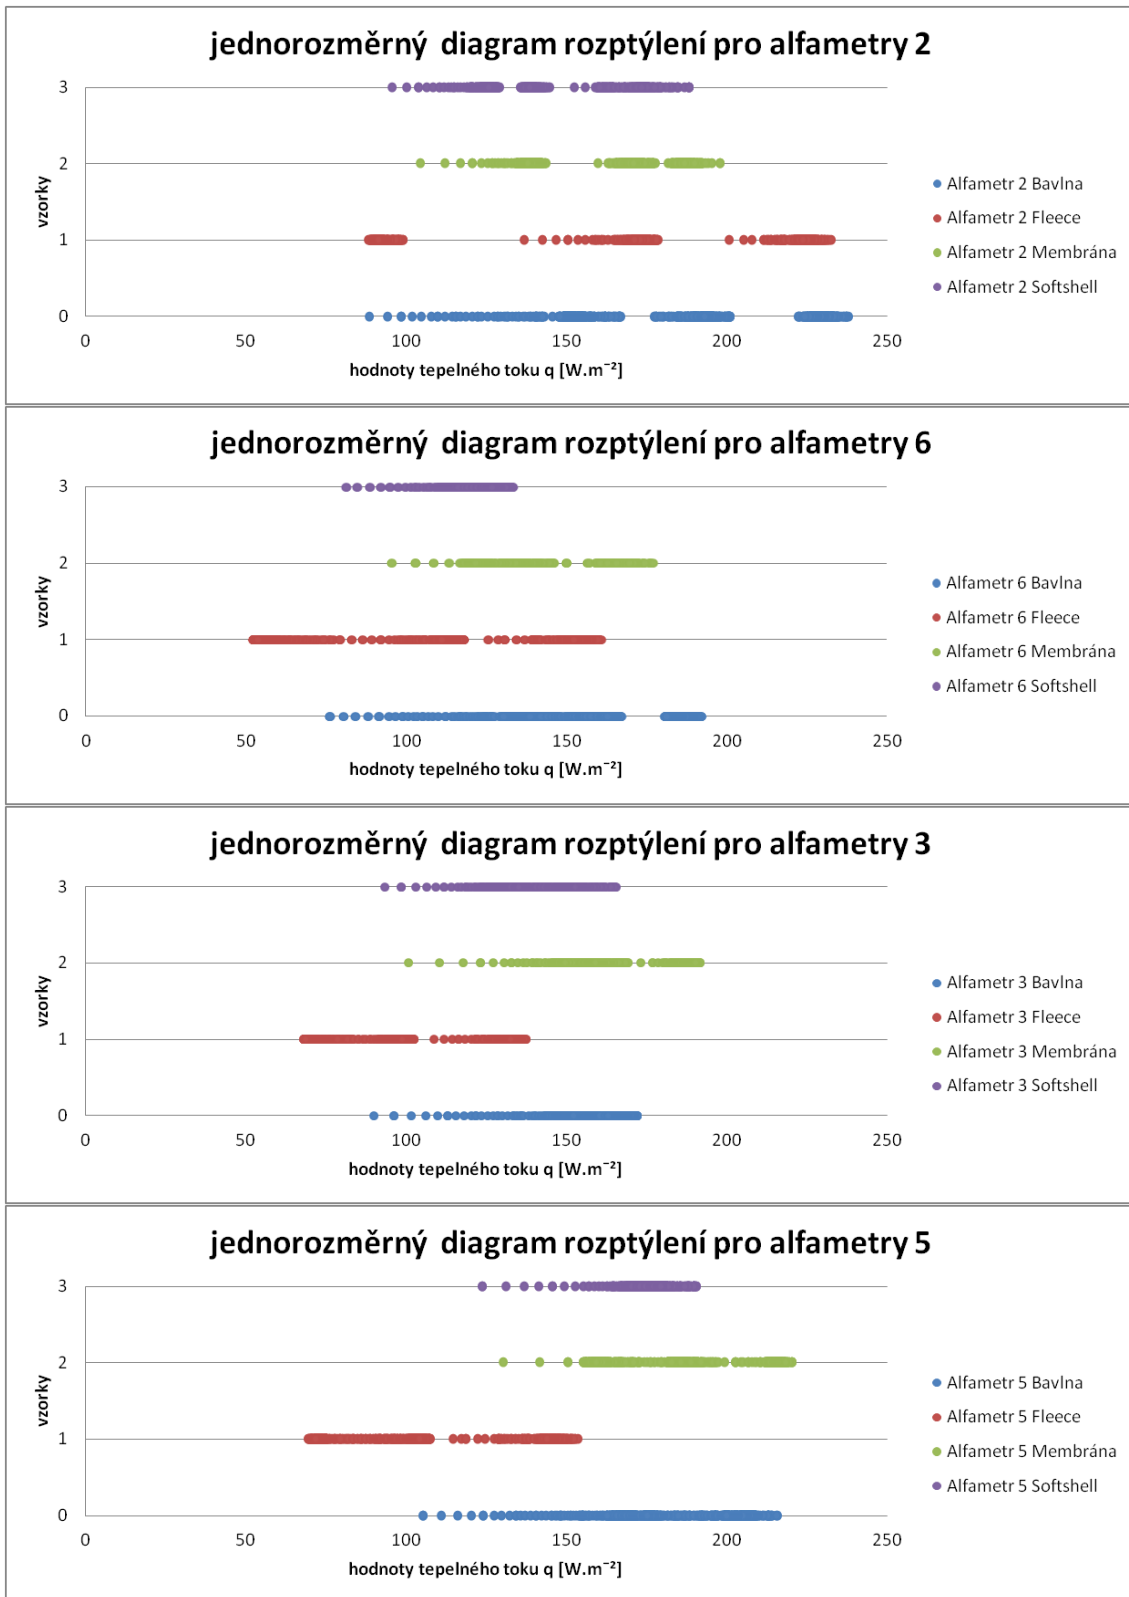 jednorozměrný diagram rozptýlení pro alfametry 2
3
2
1
0
vzorky
0 50 100 150 200 250
hodnoty tepelného toku q [W.m⁻²]
Alfametr 2 Bavlna
Alfametr 2 Fleece
Alfametr 2 Membrána
Alfametr 2 Softshell
jednorozměrný diagram rozptýlení pro alfametry 6
3
2
1
0
vzorky
0 50 100 150 200 250
hodnoty tepelného toku q [W.m⁻²]
Alfametr 6 Bavlna
Alfametr 6 Fleece
Alfametr 6 Membrána
Alfametr 6 Softshell
jednorozměrný diagram rozptýlení pro alfametry 3
3
2
1
0
vzorky
0 50 100 150 200 250
hodnoty tepelného toku q [W.m⁻²]
Alfametr 3 Bavlna
Alfametr 3 Fleece
Alfametr 3 Membrána
Alfametr 3 Softshell
jednorozměrný diagram rozptýlení pro alfametry 5
3
2
1
0
vzorky
0 50 100 150 200 250
hodnoty tepelného toku q [W.m⁻²]
Alfametr 5 Bavlna
Alfametr 5 Fleece
Alfametr 5 Membrána
Alfametr 5 Softshell